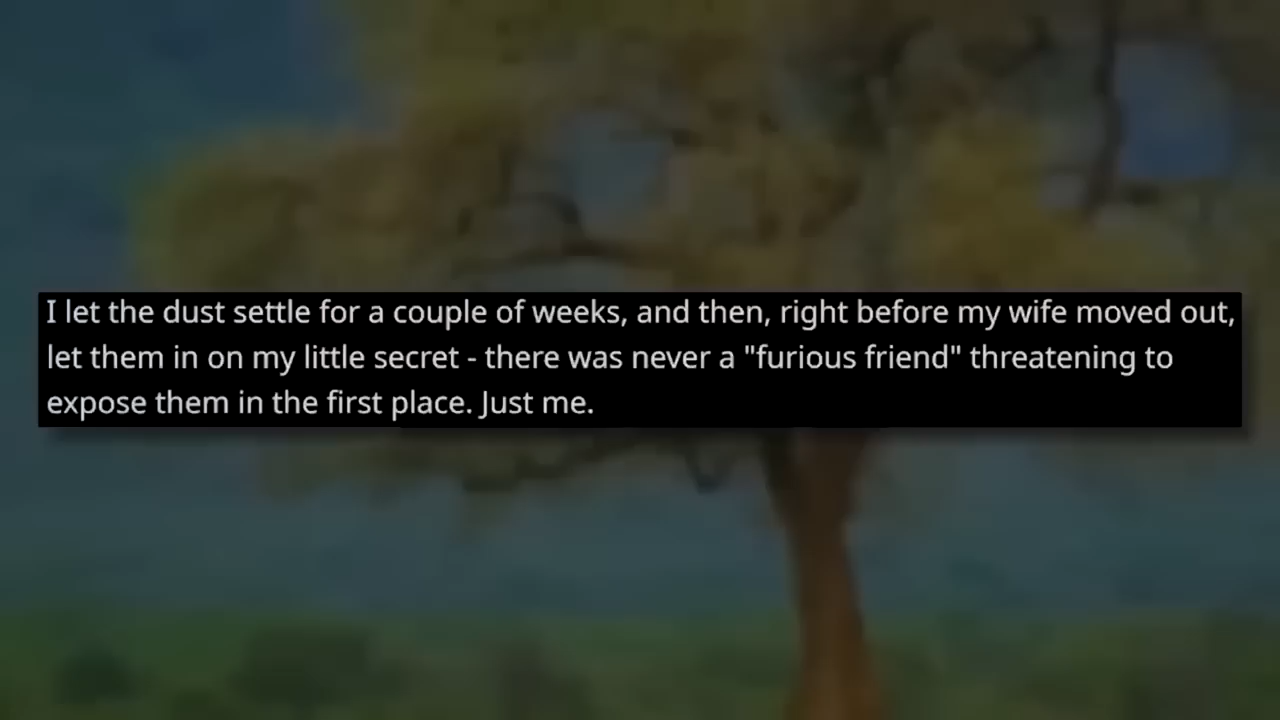 I let the dust settle for a couple of weeks, and then, right before my wife moved out,
let them in on my little secret - there was never a "furious friend" threatening to
expose them in the first place. Just me.